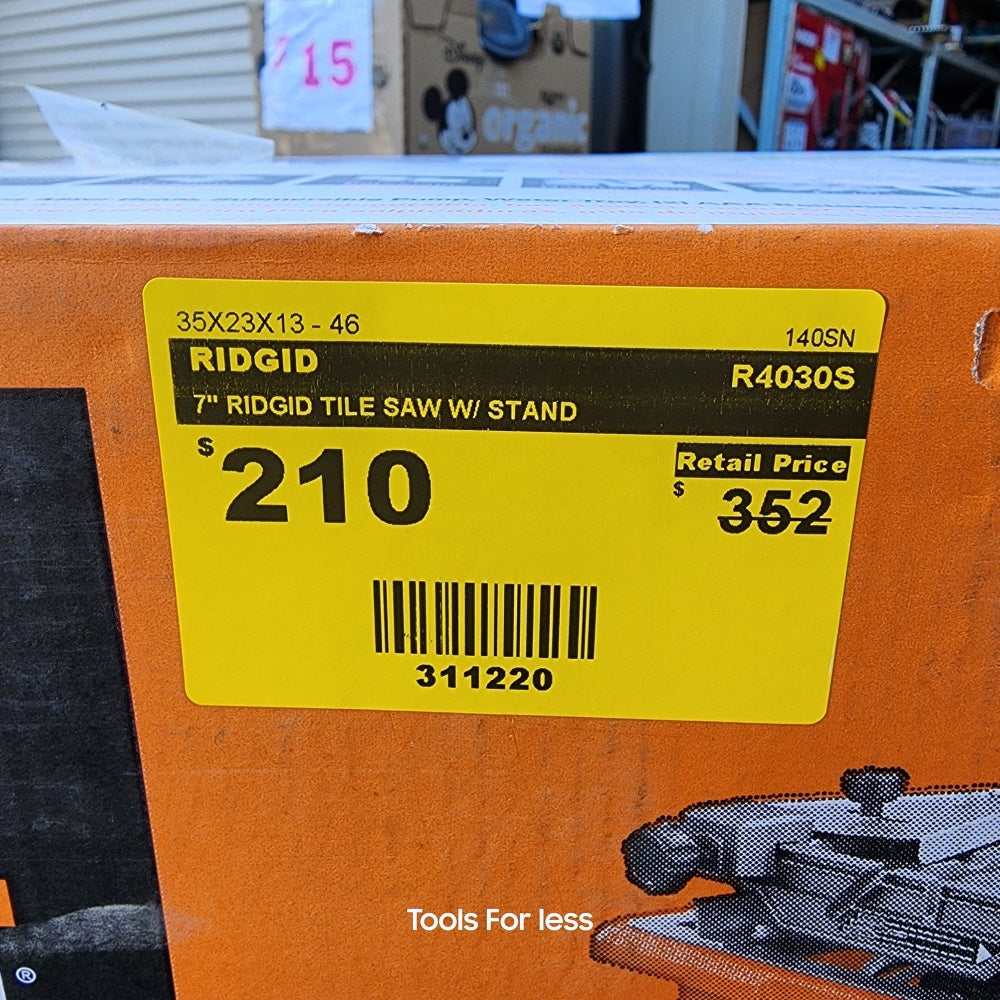 15
Disney
organic
35X23X13 - 46
140SN
RIDGID
R4030S
7" RIDGID TILE SAW W/ STAND
$ 210
Retail Price
$ 352
311220
Tools For less
®